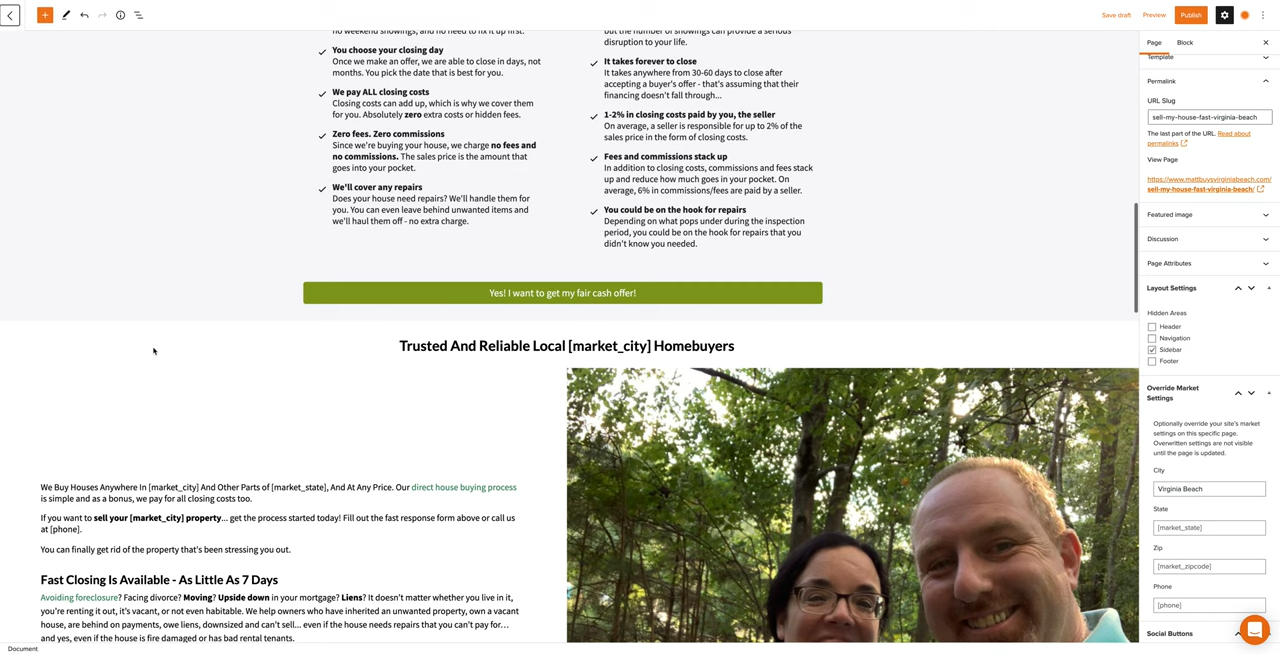 Save draft
Preview
Publish
no weekend showings, and no need to fix it up first.
You choose your closing day
Once we make an offer, we are able to close in days, not
months. You pick the date that is best for you.
We pay ALL closing costs
Closing costs can add up, which is why we cover them
for you. Absolutely zero extra costs or hidden fees.
Zero fees. Zero commissions
Since we're buying your house, we charge no fees and
no commissions. The sales price is the amount that
goes into your pocket.
We'll cover any repairs
Does your house need repairs? We'll handle them for
you. You can even leave behind unwanted items and
we'll haul them off - no extra charge.
but the number of showings can provide a serious
disruption to your life.
It takes forever to close
It takes anywhere from 30-60 days to close after
accepting a buyer's offer - that's assuming that their
financing doesn't fall through...
1-2% in closing costs paid by you, the seller
On average, a seller is responsible for up to 2% of the
sales price in the form of closing costs.
Fees and commissions stack up
In addition to closing costs, commissions and fees stack
up and reduce how much goes in your pocket. On
average, 6% in commissions/fees are paid by a seller.
You could be on the hook for repairs
Depending on what pops under during the inspection
period, you could be on the hook for repairs that you
didn't know you needed.
Yes! I want to get my fair cash offer!
Trusted And Reliable Local [market_city] Homebuyers
We Buy Houses Anywhere In [market_city] And Other Parts of [market_state], And At Any Price. Our direct house buying process
is simple and as a bonus, we pay for all closing costs too.
If you want to sell your [market_city] property... get the process started today! Fill out the fast response form above or call us
at [phone].
You can finally get rid of the property that's been stressing you out.
Fast Closing Is Available - As Little As 7 Days
Avoiding foreclosure? Facing divorce? Moving? Upside down in your mortgage? Liens? It doesn't matter whether you live in it,
you're renting it out, it's vacant, or not even habitable. We help owners who have inherited an unwanted property, own a vacant
house, are behind on payments, owe liens, downsized and can't sell... even if the house needs repairs that you can't pay for...
and yes, even if the house is fire damaged or has bad rental tenants.
Page
Block
Template
Permalink
URL Slug
sell-my-house-fast-virginia-beach
The last part of the URL. Read about
permalinks
View Page
https://www.mattbuysvirginiabeach.com/
sell-my-house-fast-virginia-beach/
Featured image
Discussion
Page Attributes
Layout Settings
Hidden Areas
Header
Navigation
Sidebar
Footer
Override Market
Settings
Optionally override your site's market
settings on this specific page.
Overwritten settings are not visible
until the page is updated.
City
Virginia Beach
State
[market_state]
Zip
[market_zipcode]
Phone
[phone]
Social Buttons
Document